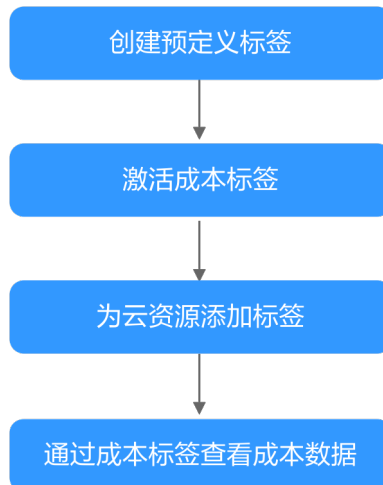 创建预定义标签
激活成本标签
为云资源添加标签
通过成本标签查看成本数据